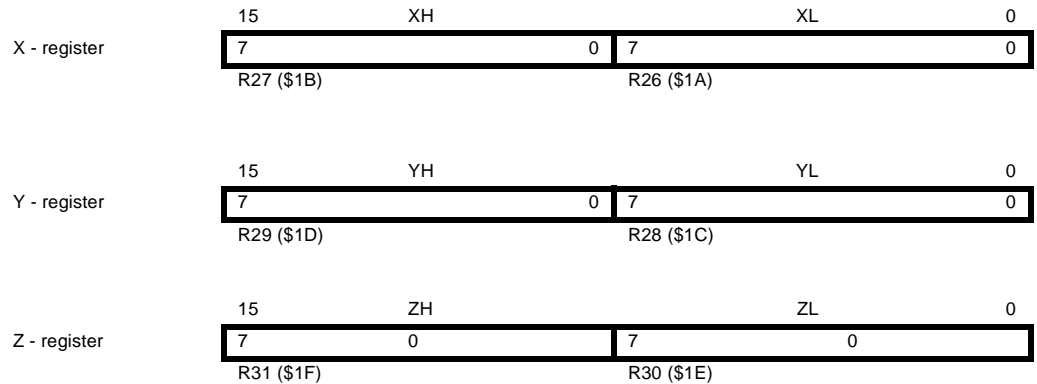 15 XH XL 0
X - register 7 0 7 0
R27 ($1B) R26 ($1A)
15 YH YL 0
Y - register 7 0 7 0
R29 ($1D) R28 ($1C)
15 ZH ZL 0
Z - register 7 0 7 0
R31 ($1F) R30 ($1E)